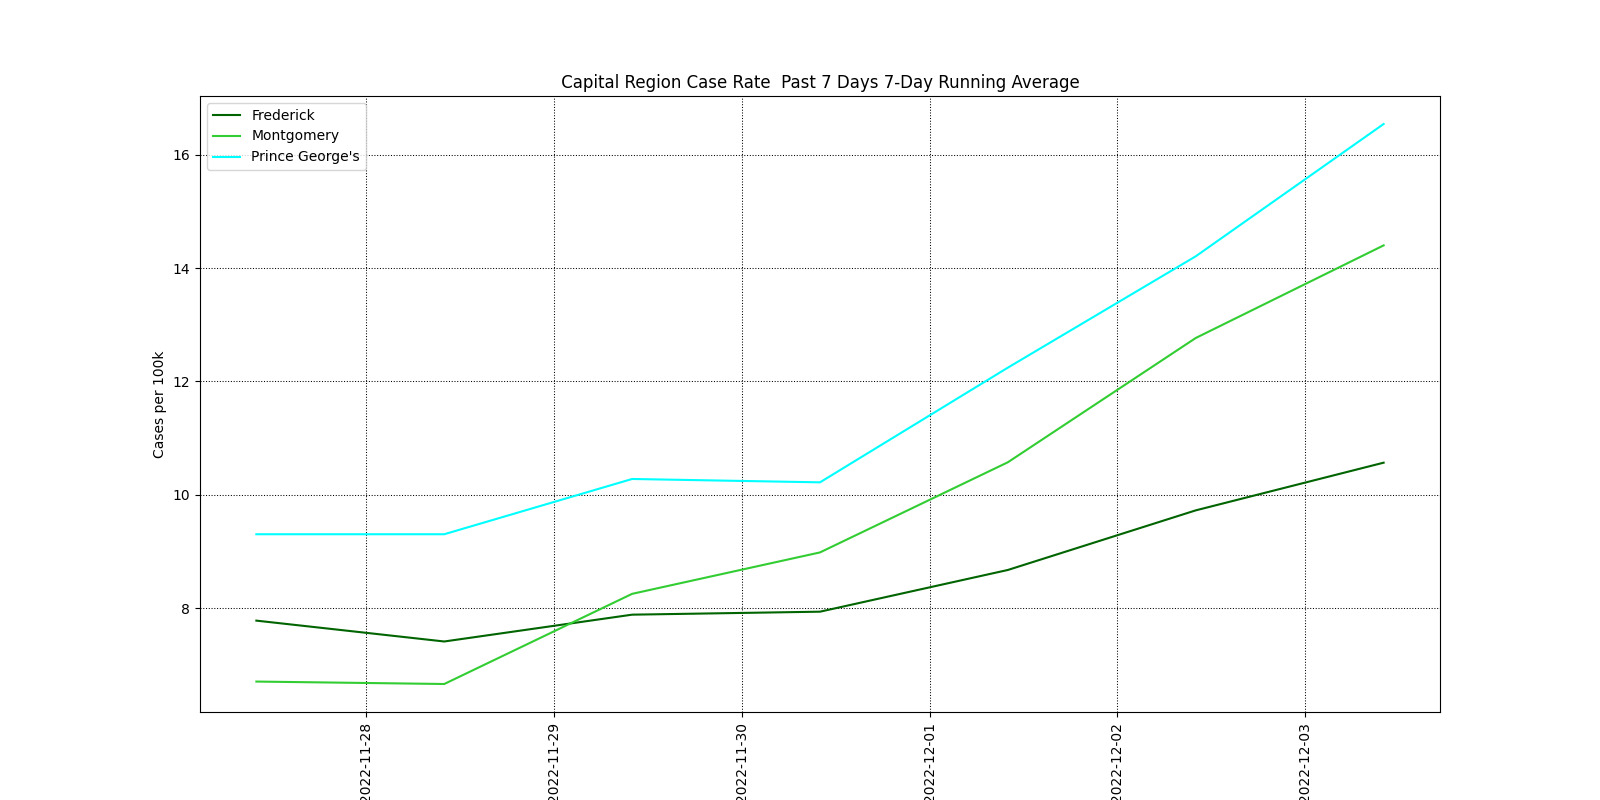 Capital Region Case Rate  Past 7 Days 7-Day Running Average
Frederick
Montgomery
Prince George's
Cases per 100k
16
14
12
10
8
2022-11-28
2022-11-29
2022-11-30
2022-12-01
2022-12-02
2022-12-03